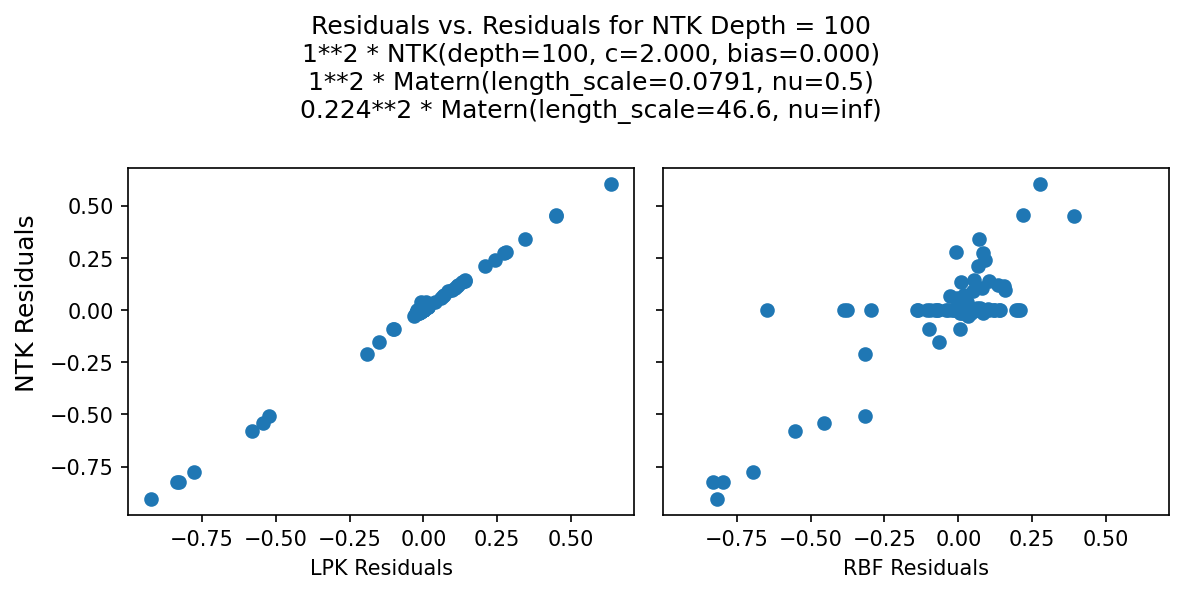 Residuals vs. Residuals for NTK Depth = 100
1**2 * NTK(depth=100, c=2.000, bias=0.000)
1**2 * Matern(length_scale=0.0791, nu=0.5)
0.224**2 * Matern(length_scale=46.6, nu=inf)
NTK Residuals
0.50
0.25
0.00
−0.25
−0.50
−0.75
−0.75 −0.50 −0.25 0.00 0.25 0.50
LPK Residuals
−0.75 −0.50 −0.25 0.00 0.25 0.50
RBF Residuals